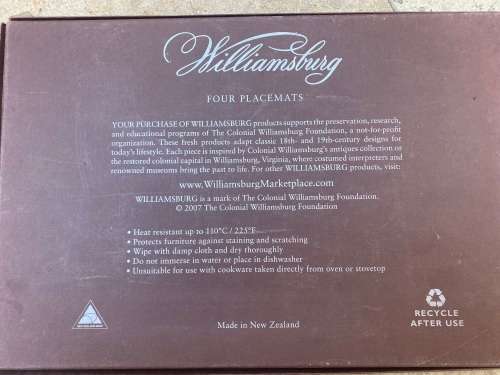 Williamsburg
FOUR PLACEMATS
YOUR PURCHASE OF WILLIAMSBURG products supports the preservation, research,
and educational programs of The Colonial Williamsburg Foundation, a not-for-profit
organization. These fresh products adapt classic 18th- and 19th-century designs for
today's lifestyle. Each piece is inspired by Colonial Williamsburg's antiques collection or
the restored colonial capital in Williamsburg, Virginia, where costumed interpreters and
renowned museums bring the past to life. For other WILLIAMSBURG products, visit:
www.WilliamsburgMarketplace.com
WILLIAMSBURG is a mark of The Colonial Williamsburg Foundation.
© 2007 The Colonial Williamsburg Foundation
• Heat resistant up to 110°C / 225°F
• Protects furniture against staining and scratching
• Wipe with damp cloth and dry thoroughly
• Do not immerse in water or place in dishwasher
• Unsuitable for use with cookware taken directly from oven or stovetop
Made in New Zealand
RECYCLE
AFTER USE